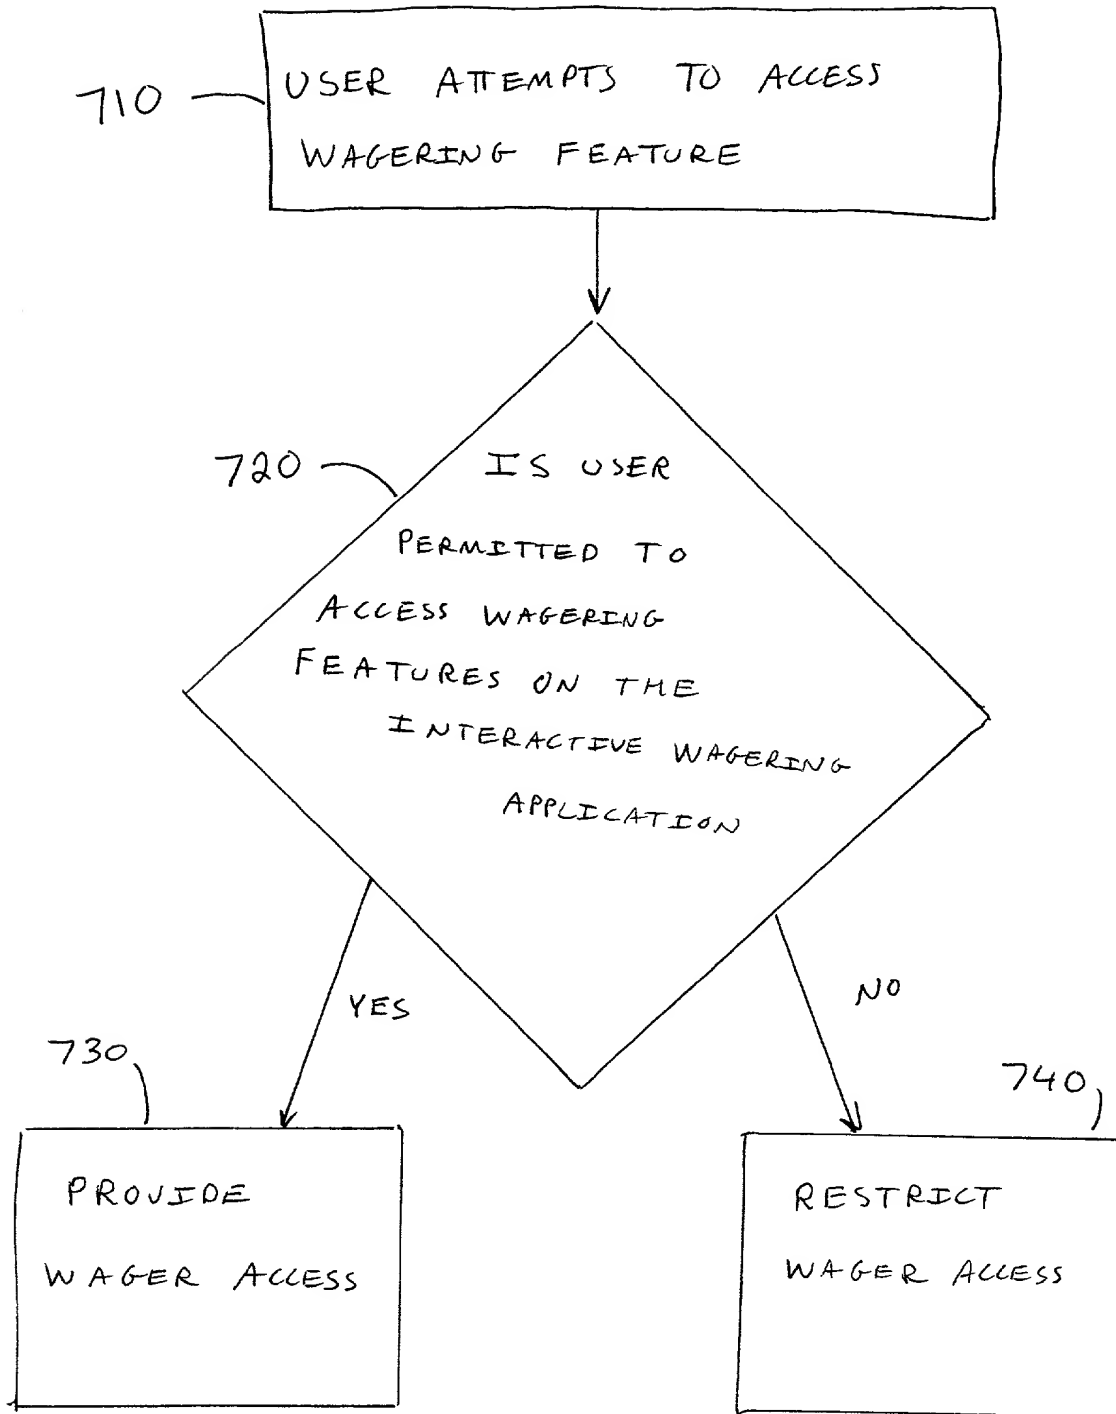 710
USER ATTEMPTS TO ACCESS
WAGERING FEATURE
720
IS USER
PERMITTED TO
ACCESS WAGERING
FEATURES ON THE
INTERACTIVE WAGERING
APPLICATION
YES
NO
730
740
PROVIDE
WAGER ACCESS
RESTRICT
WAGER ACCESS